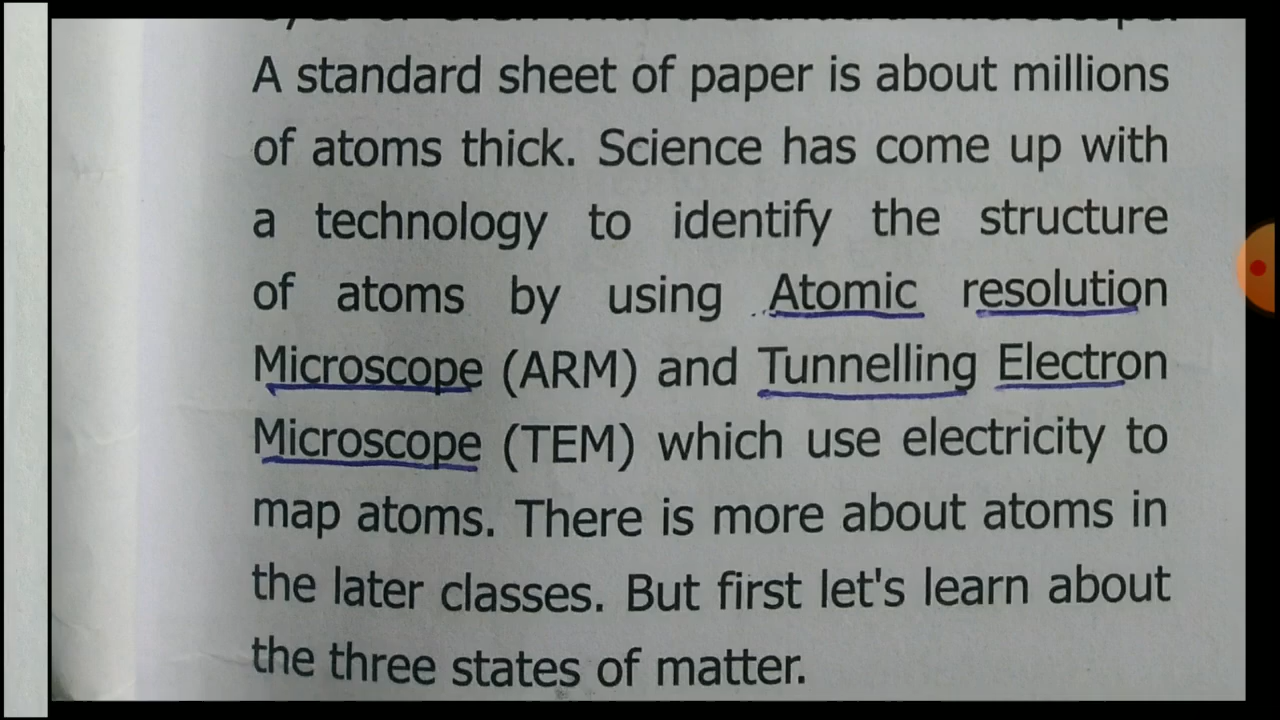 A standard sheet of paper is about millions
of atoms thick. Science has come up with
a technology to identify the structure
of atoms by using Atomic resolution
Microscope (ARM) and Tunnelling Electron
Microscope (TEM) which use electricity to
map atoms. There is more about atoms in
the later classes. But first let's learn about
the three states of matter.